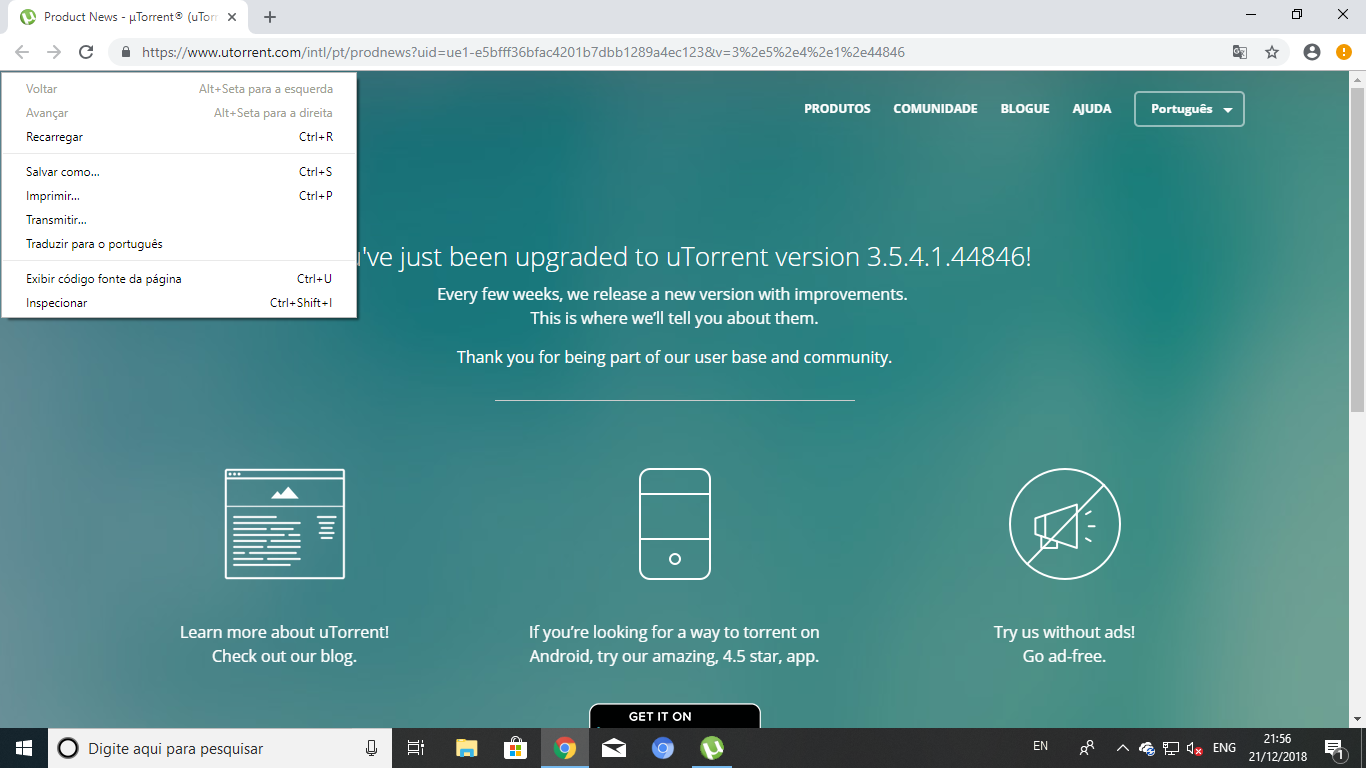 Product News - µTorrent® (uTorr
https://www.utorrent.com/intl/pt/prodnews?uid=ue1-e5bfff36bfac4201b7dbb1289a4ec123&v=3%2e5%2e4%2e1%2e44846
Voltar Alt+Seta para a esquerda
Avançar Alt+Seta para a direita
Recarregar Ctrl+R
Salvar como... Ctrl+S
Imprimir... Ctrl+P
Transmitir...
Traduzir para o português
Exibir código fonte da página Ctrl+U
Inspecionar Ctrl+Shift+I
PRODUTOS COMUNIDADE BLOGUE AJUDA Português
've just been upgraded to uTorrent version 3.5.4.1.44846!
Every few weeks, we release a new version with improvements.
This is where we’ll tell you about them.
Thank you for being part of our user base and community.
Learn more about uTorrent!
Check out our blog.
If you’re looking for a way to torrent on
Android, try our amazing, 4.5 star, app.
Try us without ads!
Go ad-free.
GET IT ON
Digite aqui para pesquisar
EN
ENG
21:56
21/12/2018
1